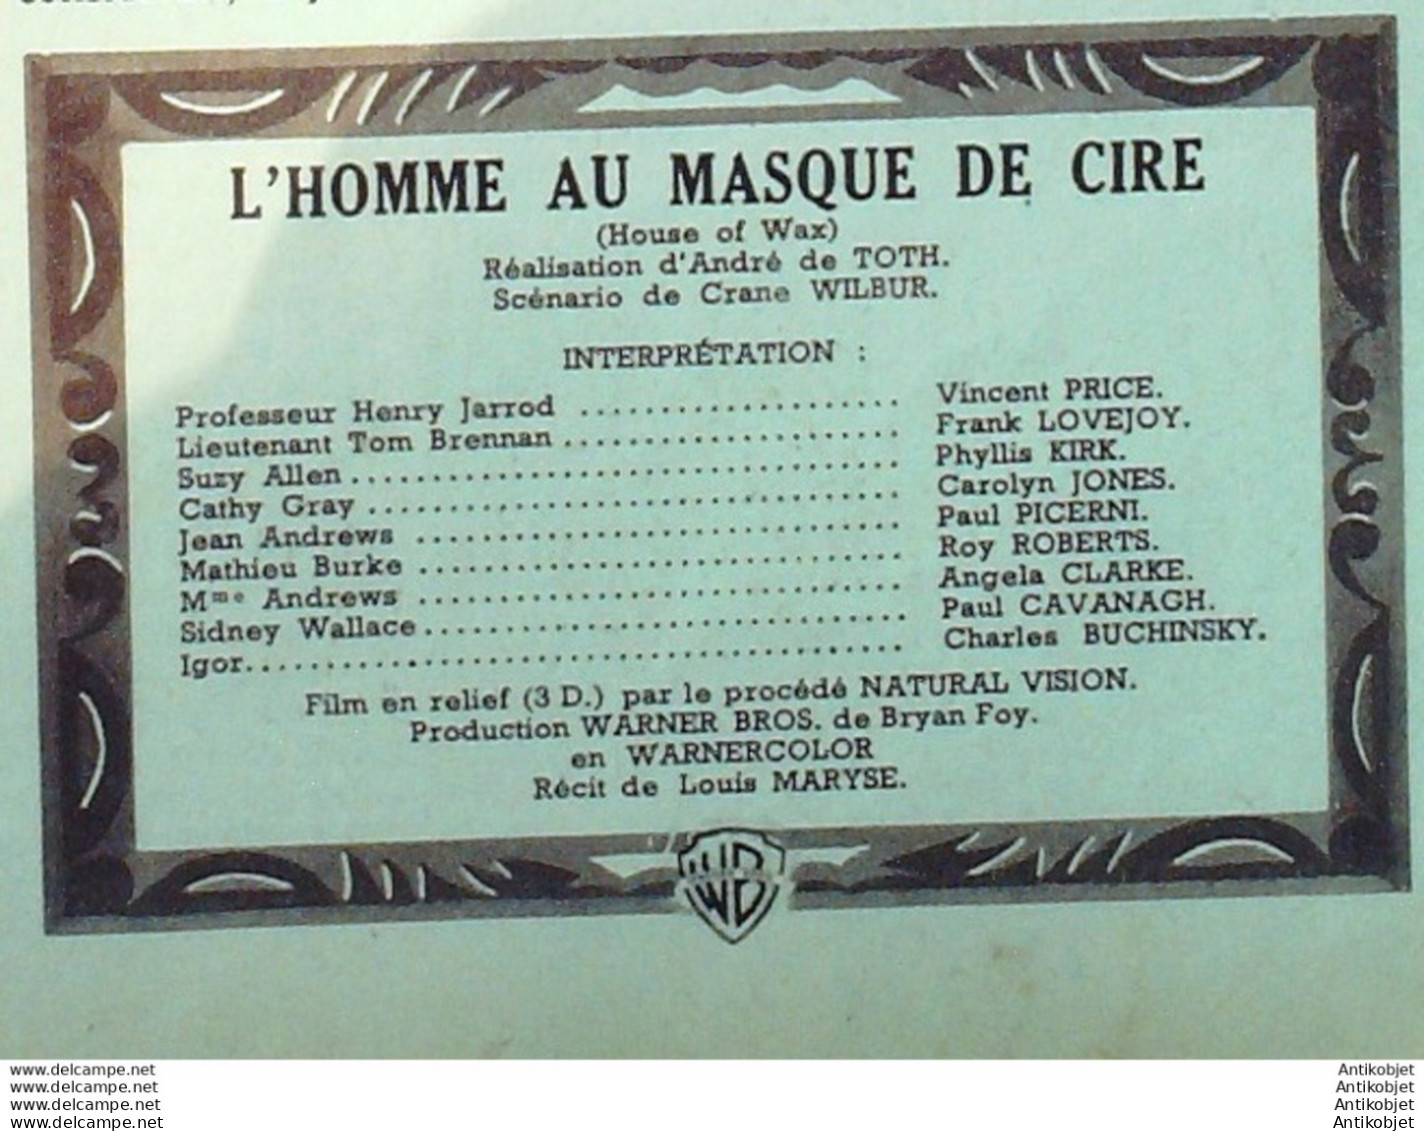 L'HOMME AU MASQUE DE CIRE
(House of Wax)
Réalisation d'André de TOTH.
Scénario de Crane WILBUR.
INTERPRÉTATION :
Professeur Henry Jarrod .................... Vincent PRICE.
Lieutenant Tom Brennan .................... Frank LOVEJOY.
Suzy Allen .................... Phyllis KIRK.
Cathy Gray .................... Carolyn JONES.
Jean Andrews .................... Paul PICERNI.
Mathieu Burke .................... Roy ROBERTS.
Mme Andrews .................... Angela CLARKE.
Sidney Wallace .................... Paul CAVANAGH.
Igor .................... Charles BUCHINSKY.
Film en relief (3 D.) par le procédé NATURAL VISION.
Production WARNER BROS. de Bryan Foy.
en WARNERCOLOR
Récit de Louis MARYSE.
WB
www.delcampe.net Antikobjet
www.delcampe.net Antikobjet
www.delcampe.net Antikobjet
www.delcampe.net Antikobjet